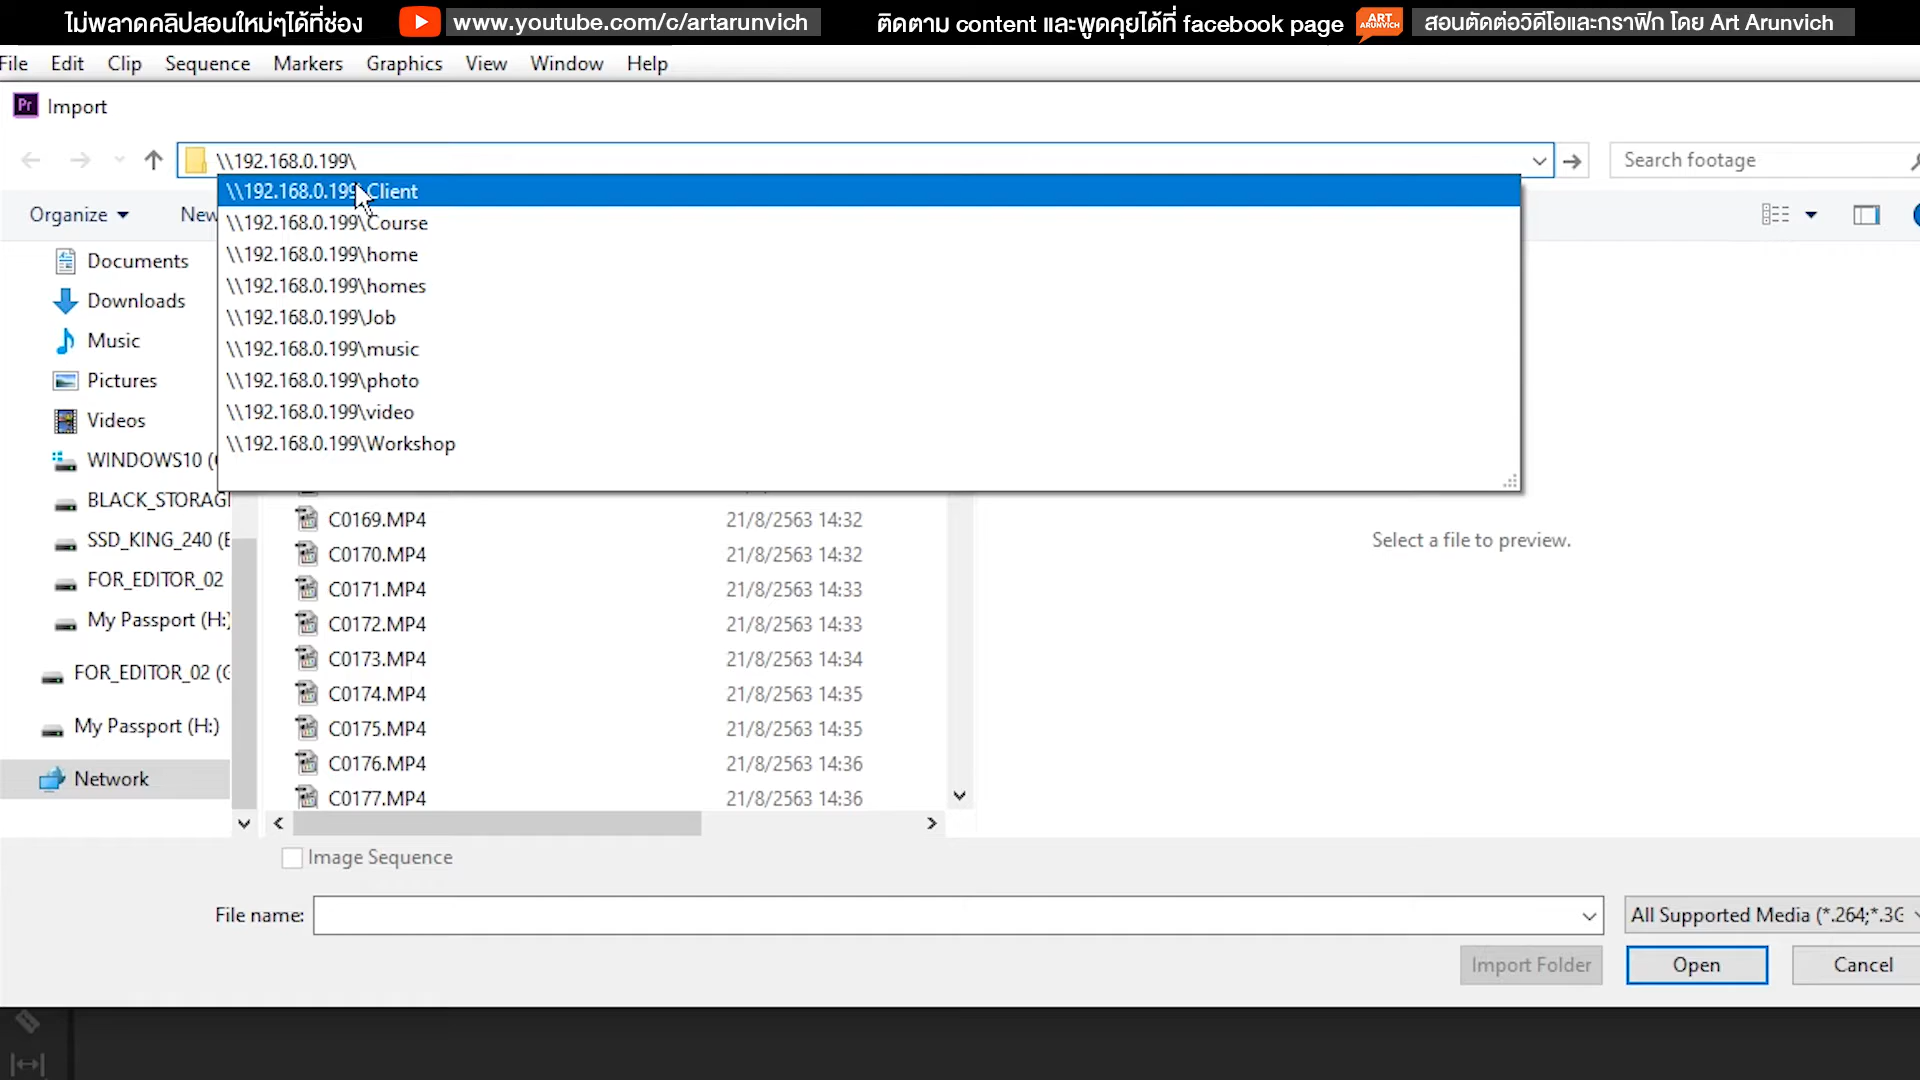 ไม่พลาดคลิปสอนใหม่ๆได้ที่ช่อง www.youtube.com/c/artarunvich ติดตาม content และพูดคุยได้ที่ facebook page ART ARUNVICH สอนตัดต่อวิดีโอและกราฟิก โดย Art Arunvich
File Edit Clip Sequence Markers Graphics View Window Help
Pr Import
\\192.168.0.199\ Search footage
Organize New
\\192.168.0.199\Client
\\192.168.0.199\Course
\\192.168.0.199\home
\\192.168.0.199\homes
\\192.168.0.199\Job
\\192.168.0.199\music
\\192.168.0.199\photo
\\192.168.0.199\video
\\192.168.0.199\Workshop
Documents
Downloads
Music
Pictures
Videos
WINDOWS10 (
BLACK_STORAG
SSD_KING_240 (E
FOR_EDITOR_02
My Passport (H:)
FOR_EDITOR_02 (G
My Passport (H:)
Network
C0169.MP4 21/8/2563 14:32
C0170.MP4 21/8/2563 14:32
C0171.MP4 21/8/2563 14:33
C0172.MP4 21/8/2563 14:33
C0173.MP4 21/8/2563 14:34
C0174.MP4 21/8/2563 14:35
C0175.MP4 21/8/2563 14:35
C0176.MP4 21/8/2563 14:36
C0177.MP4 21/8/2563 14:36
Select a file to preview.
Image Sequence
File name: All Supported Media (*.264;*.3G
Import Folder Open Cancel